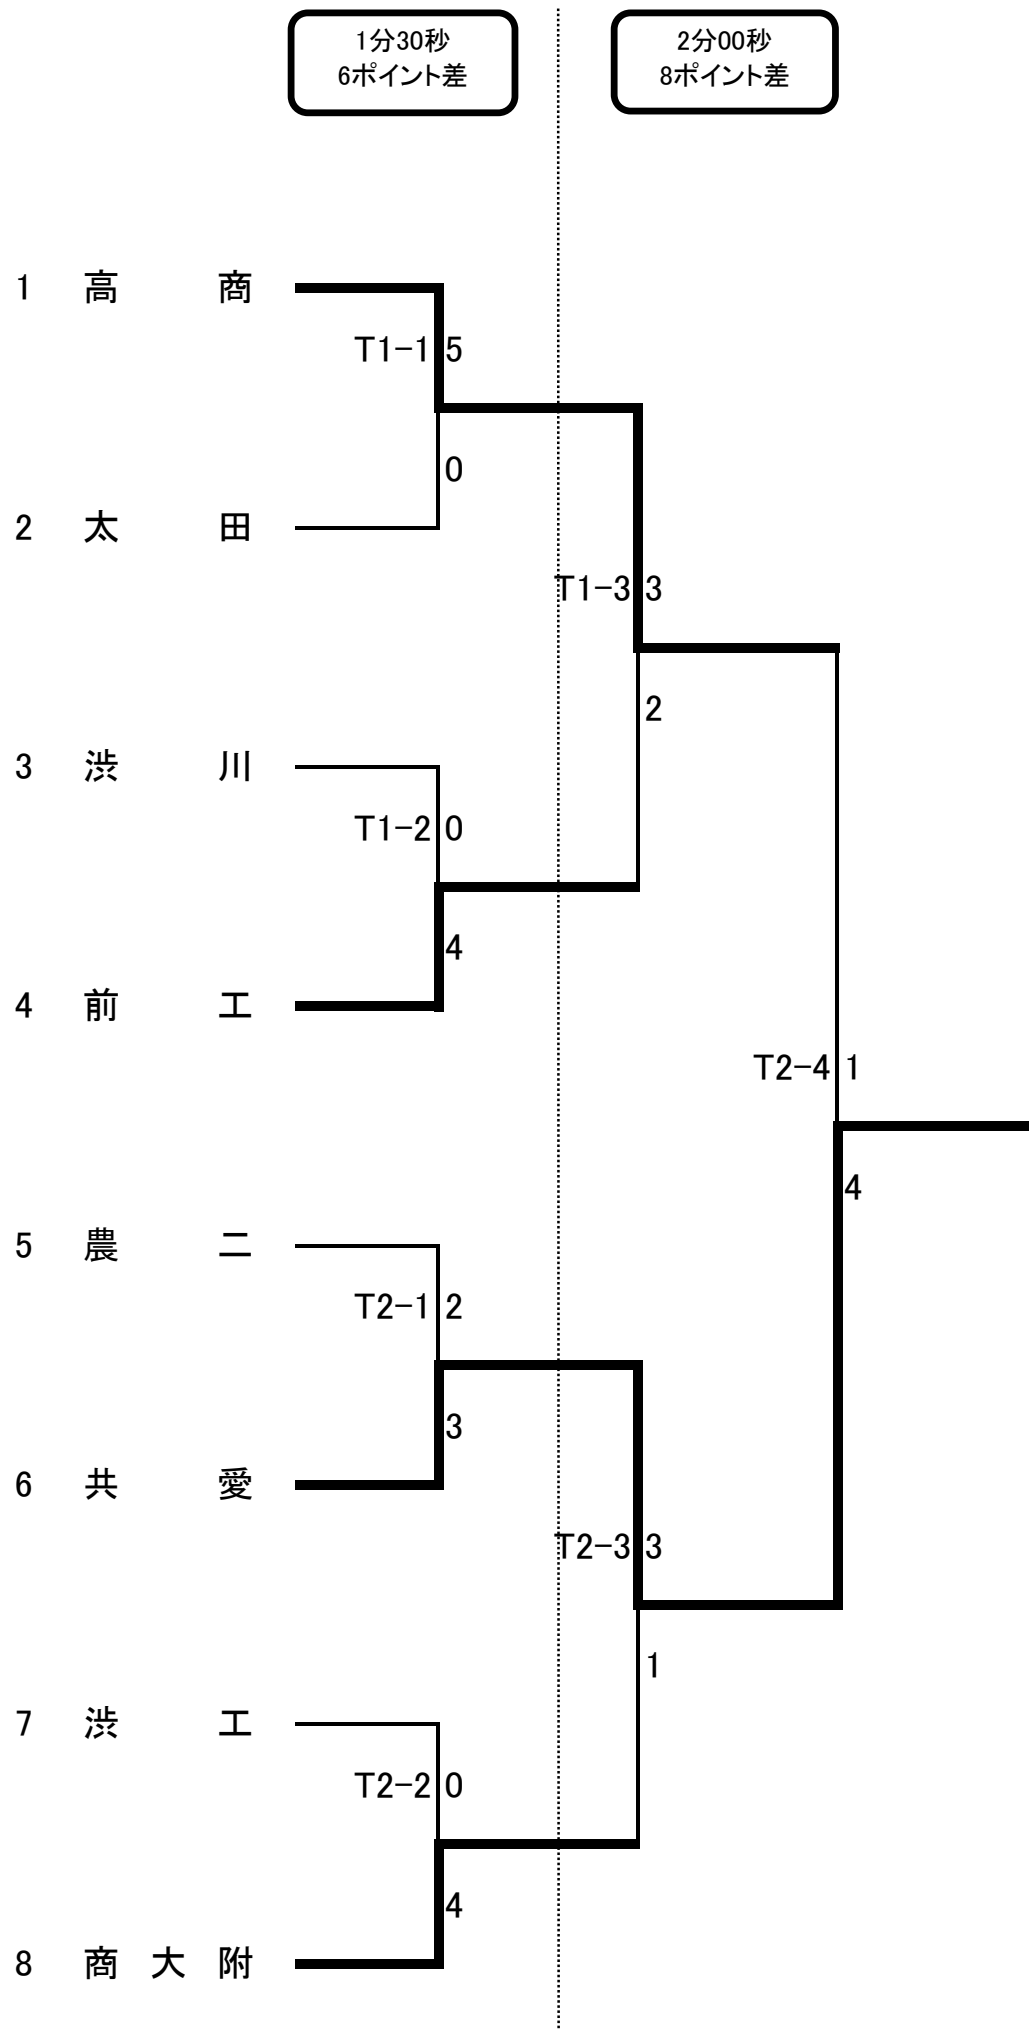 1分30秒
6ポイント差
2分00秒
8ポイント差
1 高商
T1-1 5
0
2 太田
T1-3 3
2
3 渋川
T1-2 0
4
4 前工
T2-4 1
4
5 農二
T2-1 2
3
6 共愛
T2-3 3
1
7 渋工
T2-2 0
4
8 商大附